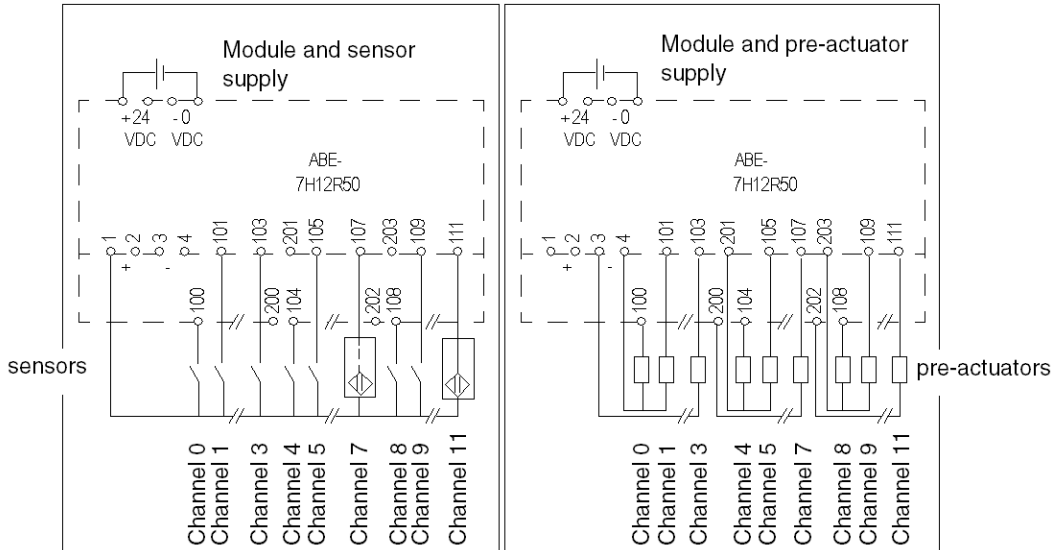 Module and sensor
supply
+24 - 0
VDC VDC
ABE-
7H12R50
1 2 3 4 101 103 201 105 107 203 109 111
+ -
100 200 104 202 108
sensors
Channel 0
Channel 1
Channel 3
Channel 4
Channel 5
Channel 7
Channel 8
Channel 9
Channel 11
Module and pre-actuator
supply
+24 - 0
VDC VDC
ABE-
7H12R50
1 2 3 4 101 103 201 105 107 203 109 111
+ -
100 200 104 202 108
pre-actuators
Channel 0
Channel 1
Channel 3
Channel 4
Channel 5
Channel 7
Channel 8
Channel 9
Channel 11